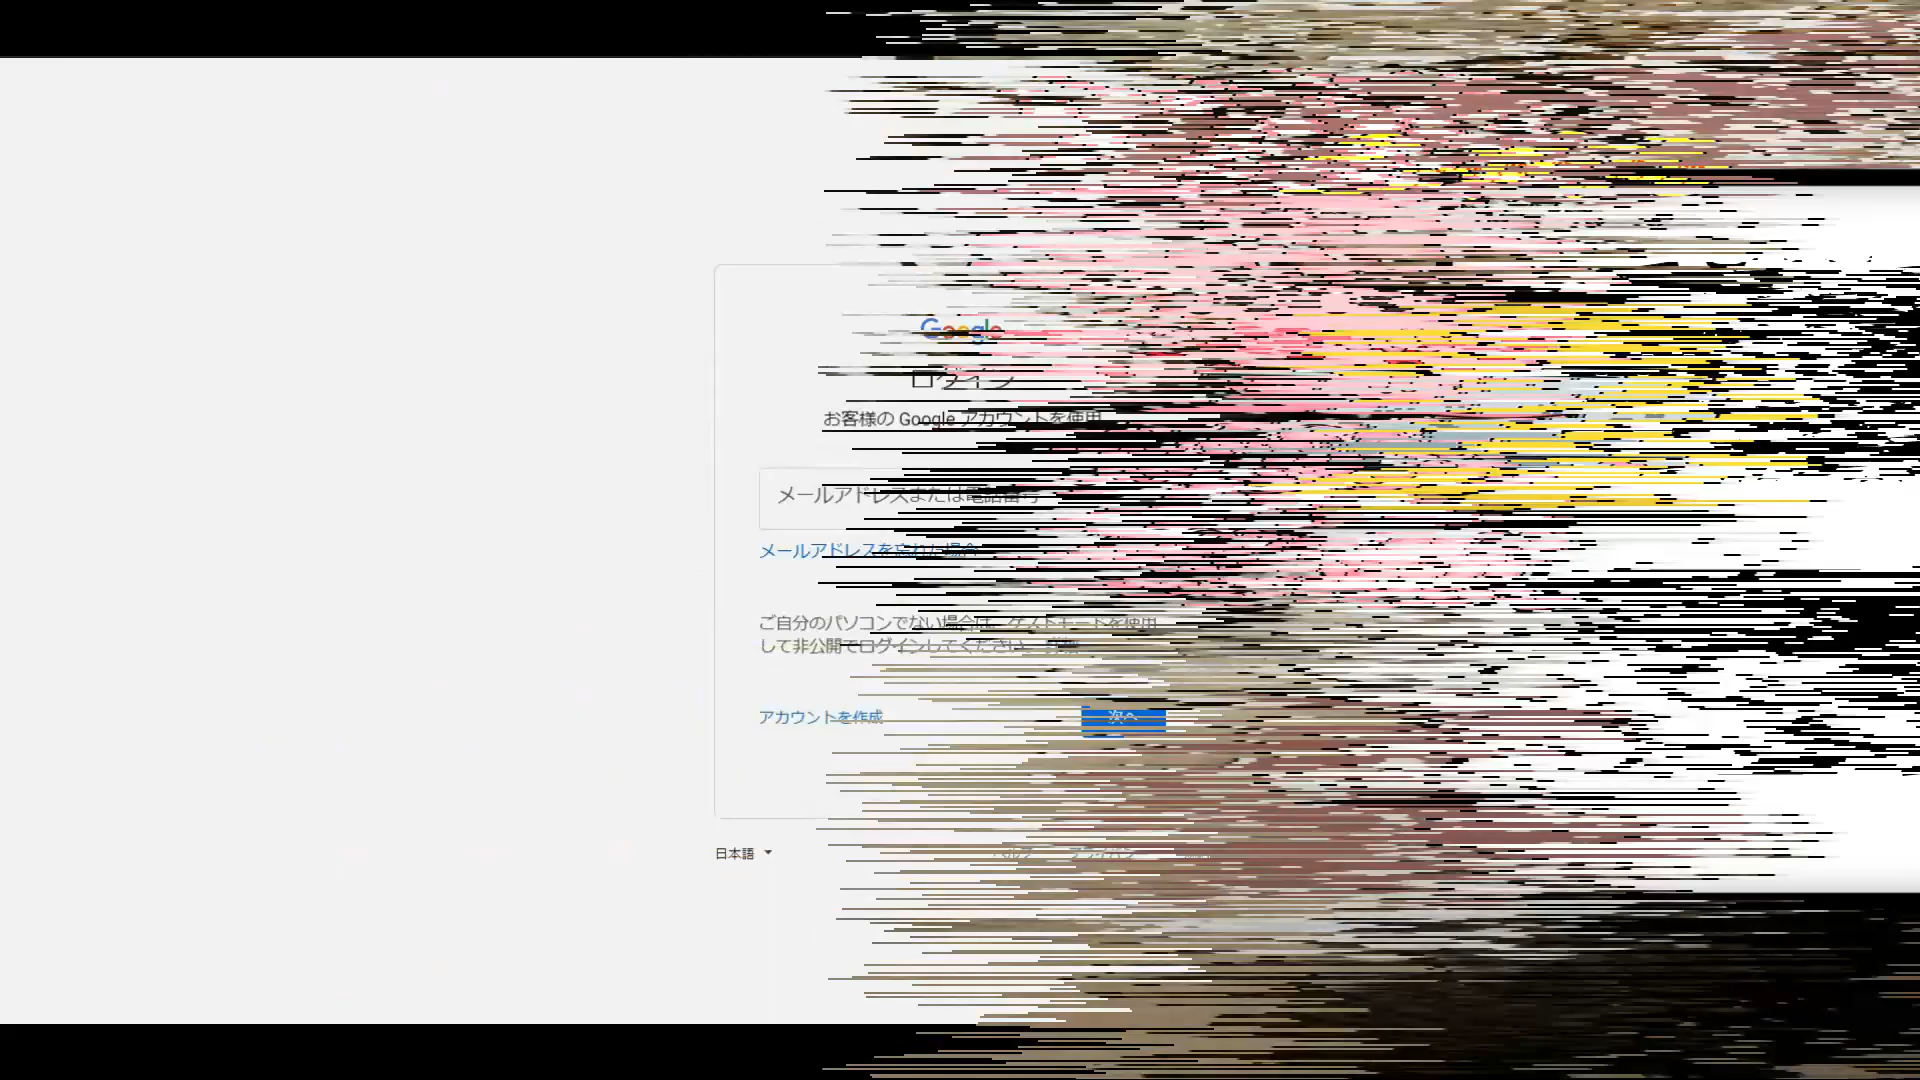 Google
ログイン
お客様の Google アカウントを使用
メールアドレスまたは電話番号
メールアドレスを忘れた場合
ご自分のパソコンでない場合は、ゲストモードを使用
して非公開でログインしてください。
アカウントを作成
次へ
日本語
ヘルプ